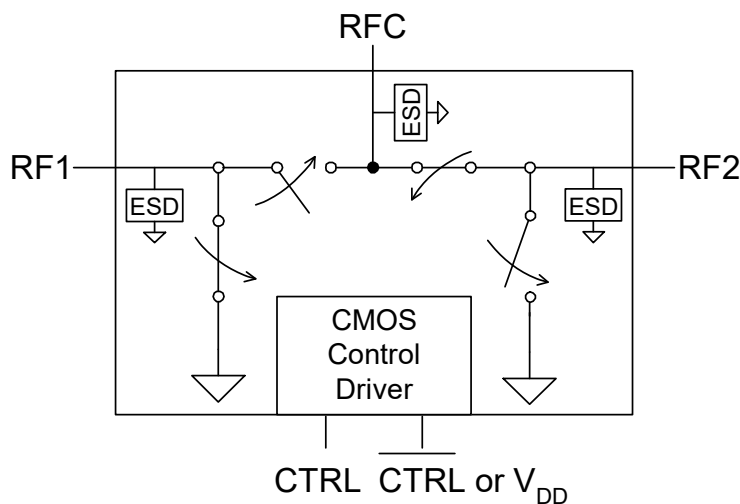 RFC
ESD
RF1
RF2
ESD
ESD
CMOS
Control
Driver
CTRL
CTRL or VDD